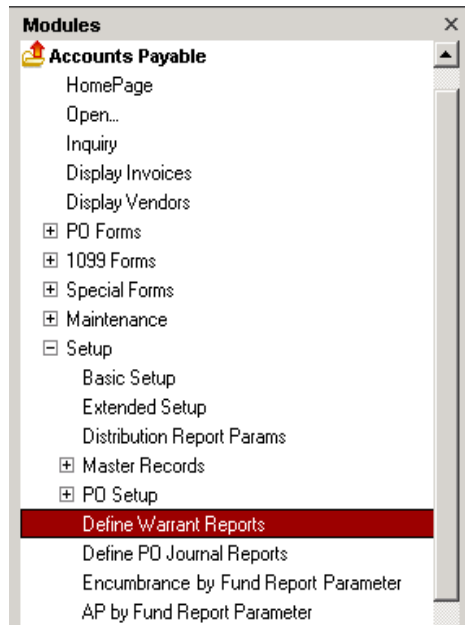 Modules
Accounts Payable
HomePage
Open...
Inquiry
Display Invoices
Display Vendors
PO Forms
1099 Forms
Special Forms
Maintenance
Setup
Basic Setup
Extended Setup
Distribution Report Params
Master Records
PO Setup
Define Warrant Reports
Define PO Journal Reports
Encumbrance by Fund Report Parameter
AP by Fund Report Parameter